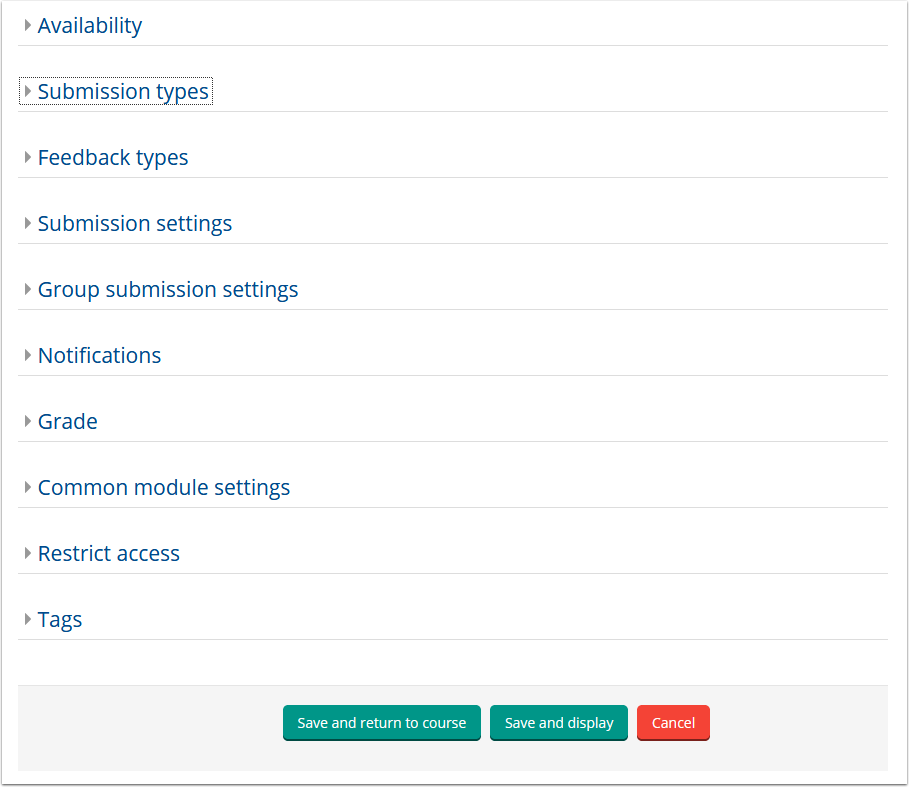 Availability
Submission types
Feedback types
Submission settings
Group submission settings
Notifications
Grade
Common module settings
Restrict access
Tags
Save and return to course Save and display Cancel